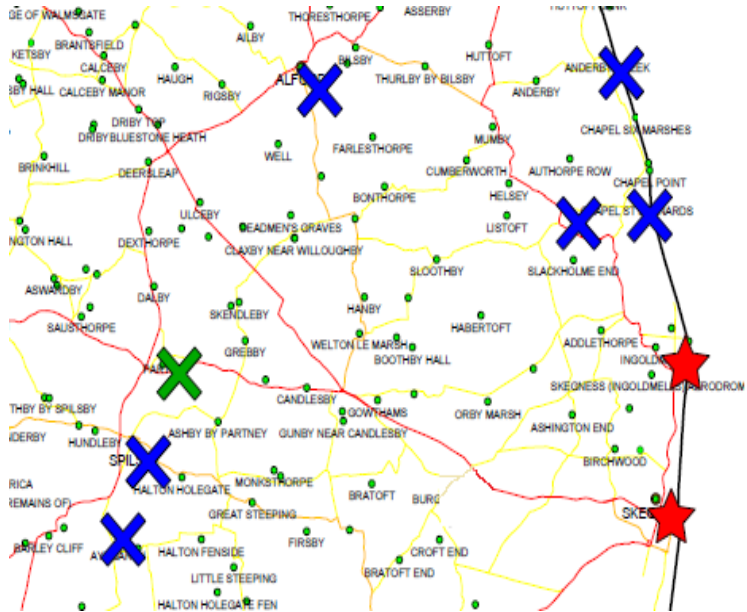 GE OF WALMSGATE
THORESTHORPE
ASSERBY
BRANTSFIELD
AILBY
KETSBY
CALCEBY
BILSBY
HUTTOFT
HAUGH
THURLBY BY BILSBY
ANDERBY
BY HALL
CALCEBY MANOR
RIGSBY
DRIBY TOP
CHAPEL SIX MARSHES
DRIBY
BLUESTONE HEATH
MUMBY
WELL
FARLESTHORPE
BRINKHILL
DEERSLEAP
CUMBERWORTH
AUTHORPE ROW
CHAPEL POINT
BONTHORPE
HELSEY
ULCEBY
LISTOFT
DEADMEN'S GRAVES
NGTON HALL
DEXTHORPE
CLAXBY NEAR WILLOUGHBY
SLOOTHBY
SLACKHOLME END
ASWARDBY
DALBY
SKENDLEBY
HANBY
HABERTOFT
SAUSTHORPE
WELTON LE MARSH
ADDLETHORPE
GREBBY
BOOTHBY HALL
CANDLESBY
SKEGNESS (INGOLDMELLS) AERODROM
THBY BY SPILSBY
GOWTHAMS
ORBY MARSH
NDERBY
HUNDLEBY
ASHBY BY PARTNEY
GUNBY NEAR CANDLESBY
ASHINGTON END
BIRCHWOOD
RICA
HALTON HOLEGATE
MONKSTHORPE
BRATOFT
BURG
REMAINS OF)
GREAT STEEPING
BARLEY CLIFF
HALTON FENSIDE
FIRSBY
CROFT END
LITTLE STEEPING
BRATOFT END
HALTON HOLEGATE FEN